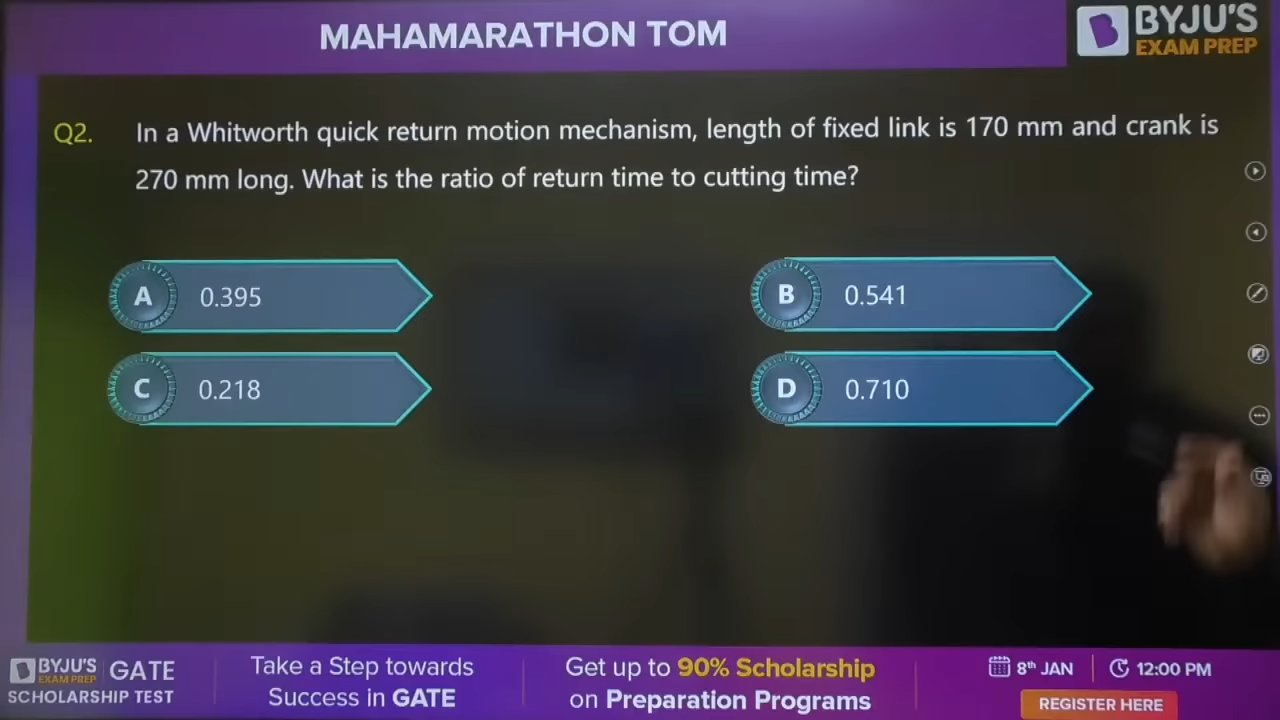 MAHAMARATHON TOM
BYJU'S
EXAM PREP
Q2. In a Whitworth quick return motion mechanism, length of fixed link is 170 mm and crank is
270 mm long. What is the ratio of return time to cutting time?
A 0.395
B 0.541
C 0.218
D 0.710
BYJU'S
EXAM PREP
GATE
SCHOLARSHIP TEST
Take a Step towards
Success in GATE
Get up to 90% Scholarship
on Preparation Programs
8th JAN
12:00 PM
REGISTER HERE